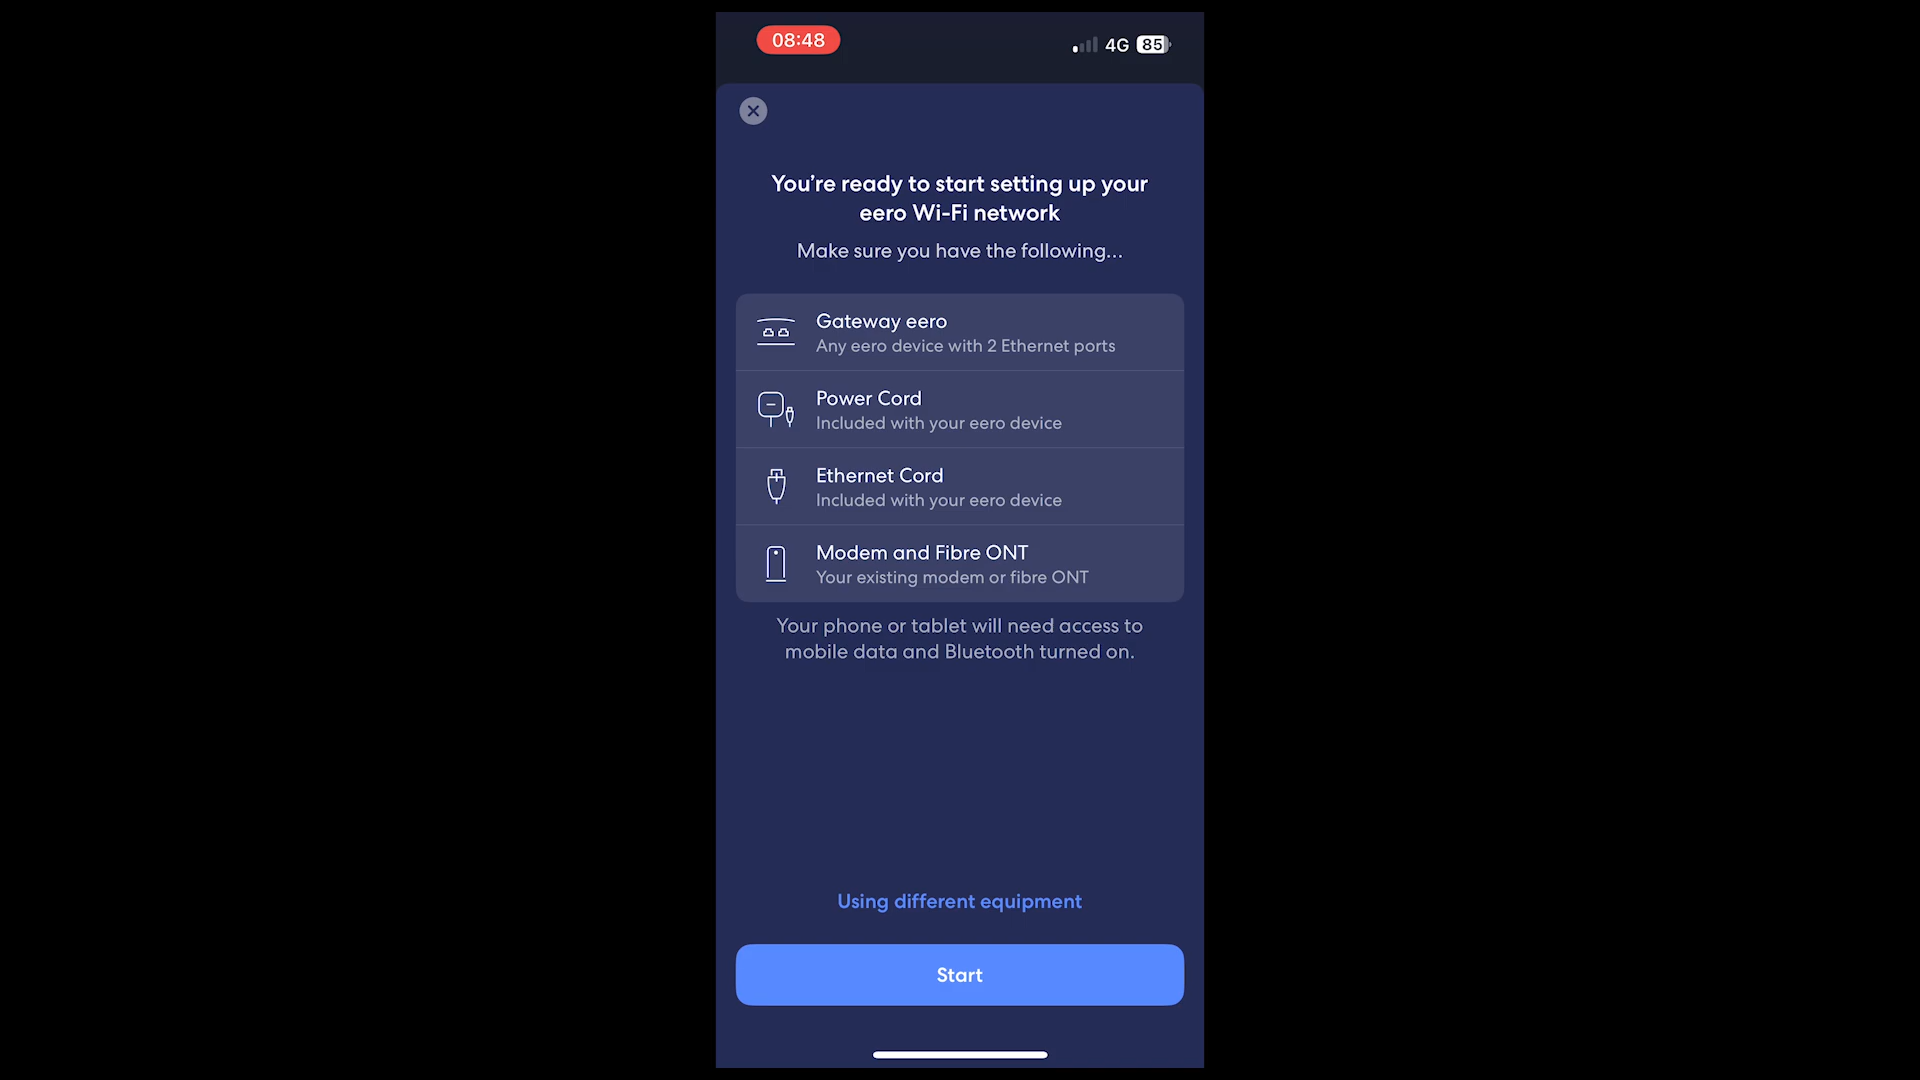 08:48
4G 85
You're ready to start setting up your
eero Wi-Fi network
Make sure you have the following...
Gateway eero
Any eero device with 2 Ethernet ports
Power Cord
Included with your eero device
Ethernet Cord
Included with your eero device
Modem and Fibre ONT
Your existing modem or fibre ONT
Your phone or tablet will need access to
mobile data and Bluetooth turned on.
Using different equipment
Start